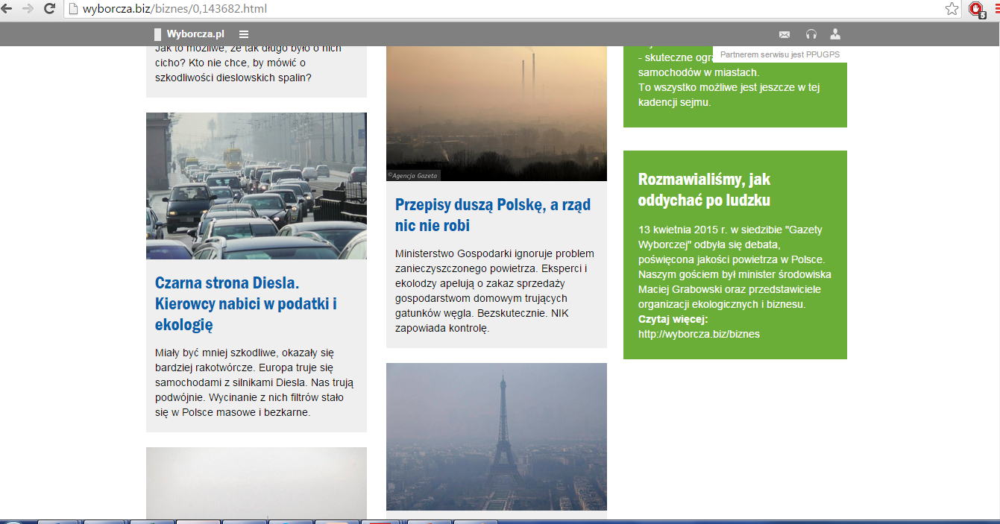 wyborcza.biz/biznes/0,143682.html
5
Wyborcza.pl
Partnerem serwisu jest PPUGPS
Jak to możliwe, że tak długo było o nich
cicho? Kto nie chce, by mówić o
szkodliwości dieslowskich spalin?
Czarna strona Diesla.
Kierowcy nabici w podatki i
ekologię
Miały być mniej szkodliwe, okazały się
bardziej rakotwórcze. Europa truje się
samochodami z silnikami Diesla. Nas trują
podwójnie. Wycinanie z nich filtrów stało
się w Polsce masowe i bezkarne.
©Agencja Gazeta
Przepisy duszą Polskę, a rząd
nic nie robi
Ministerstwo Gospodarki ignoruje problem
zanieczyszczonego powietrza. Eksperci i
ekolodzy apelują o zakaz sprzedaży
gospodarstwom domowym trujących
gatunków węgla. Bezskutecznie. NIK
zapowiada kontrolę.
- skuteczne
samochodów w miastach.
To wszystko możliwe jest jeszcze w tej
kadencji sejmu.
Rozmawialiśmy, jak
oddychać po ludzku
13 kwietnia 2015 r. w siedzibie "Gazety
Wyborczej" odbyła się debata,
poświęcona jakości powietrza w Polsce.
Naszym gościem był minister środowiska
Maciej Grabowski oraz przedstawiciele
organizacji ekologicznych i biznesu.
Czytaj więcej:
http://wyborcza.biz/biznes